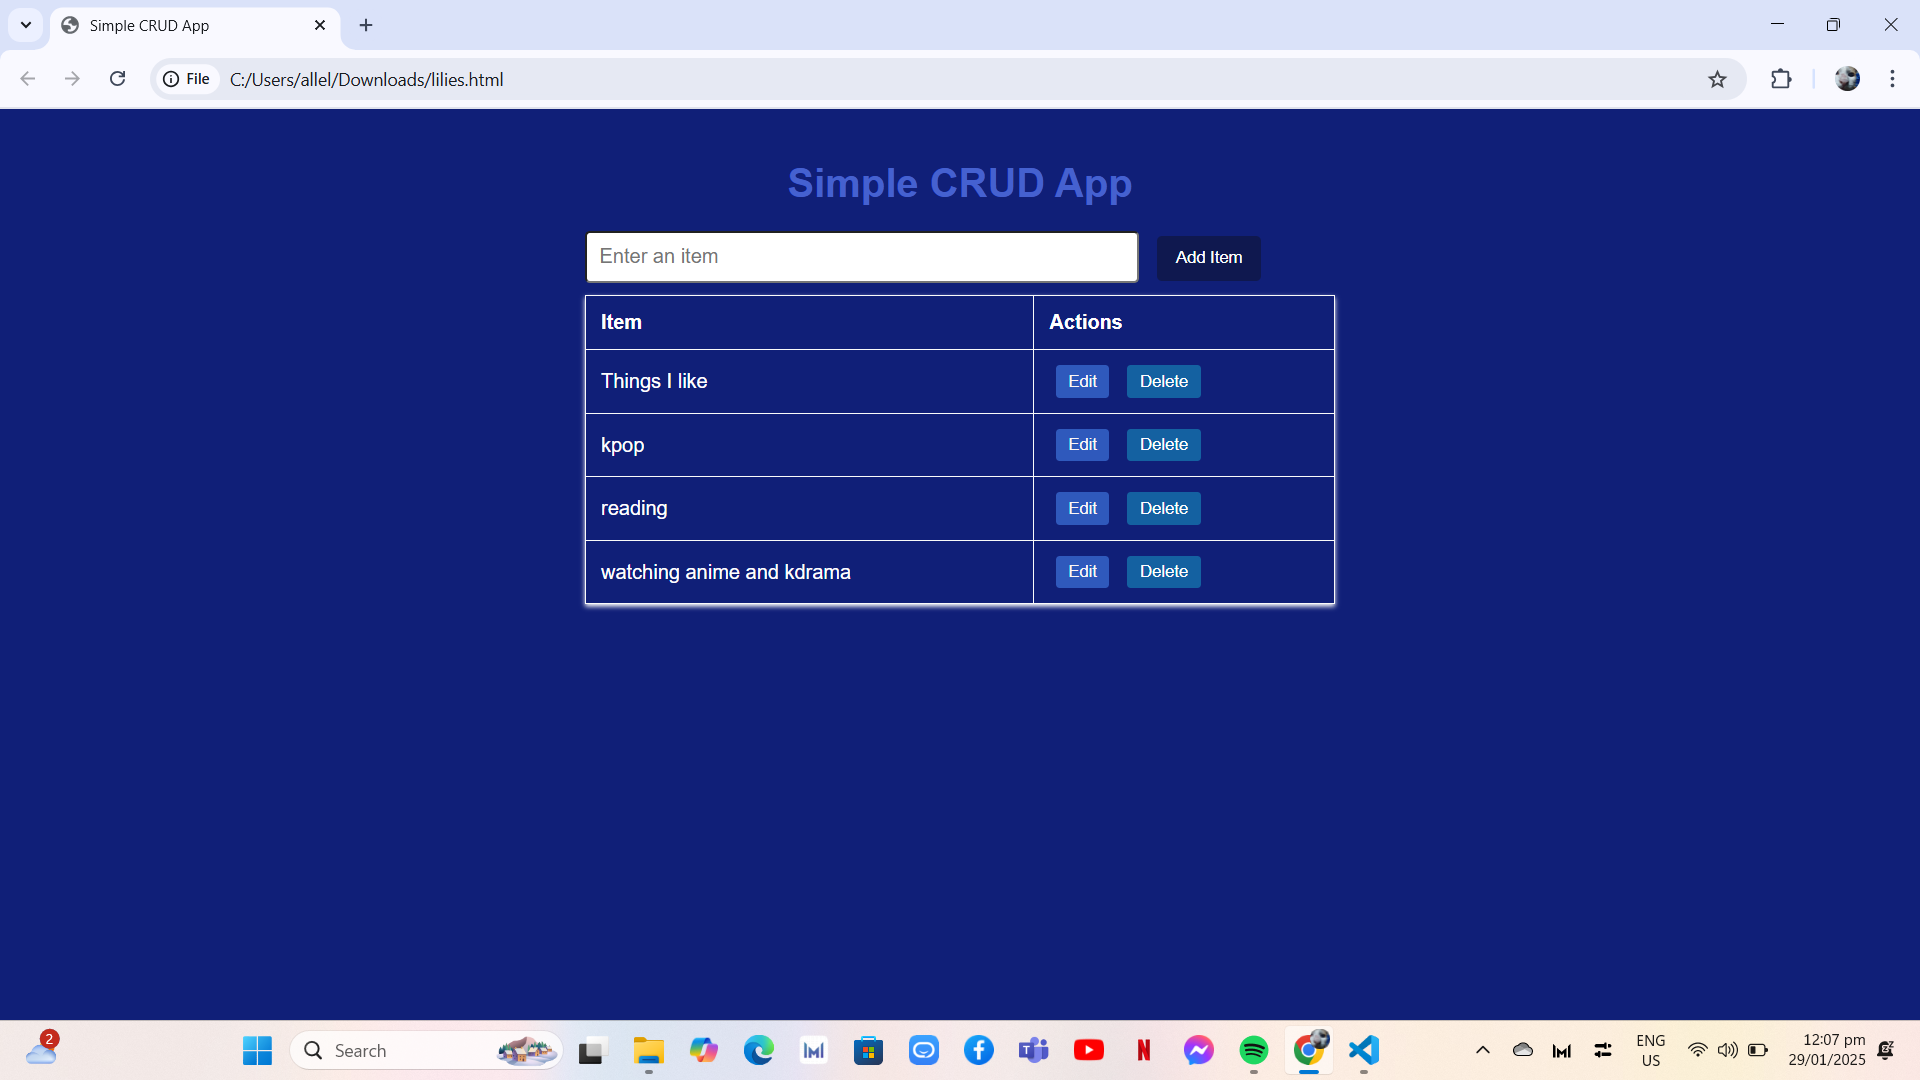 Simple CRUD App
File C:/Users/allel/Downloads/lilies.html
Simple CRUD App
Enter an item Add Item
Item Actions
Things I like Edit Delete
kpop Edit Delete
reading Edit Delete
watching anime and kdrama Edit Delete
2
Search
ENG
US
12:07 pm
29/01/2025